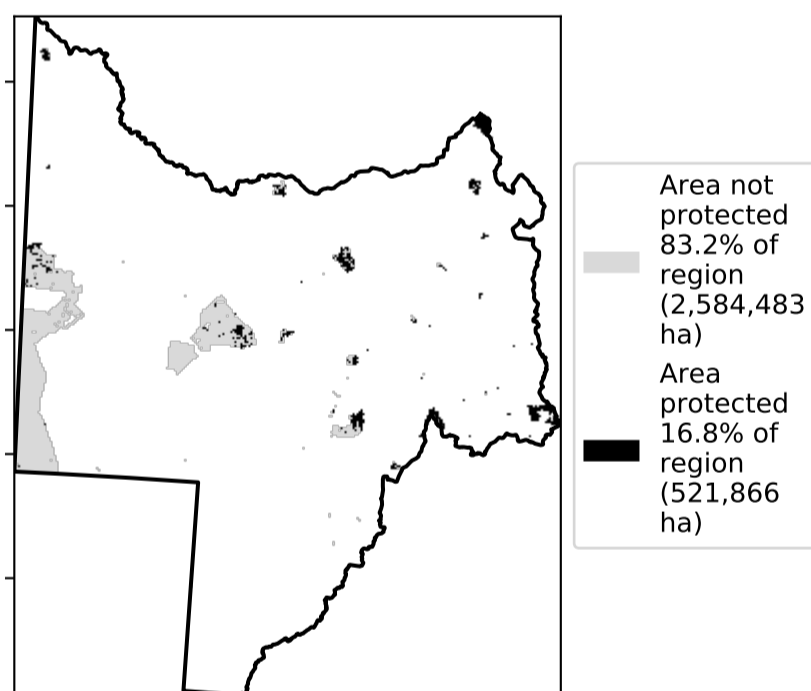 Area not
protected
83.2% of
region
(2,584,483
ha)
Area
protected
16.8% of
region
(521,866
ha)